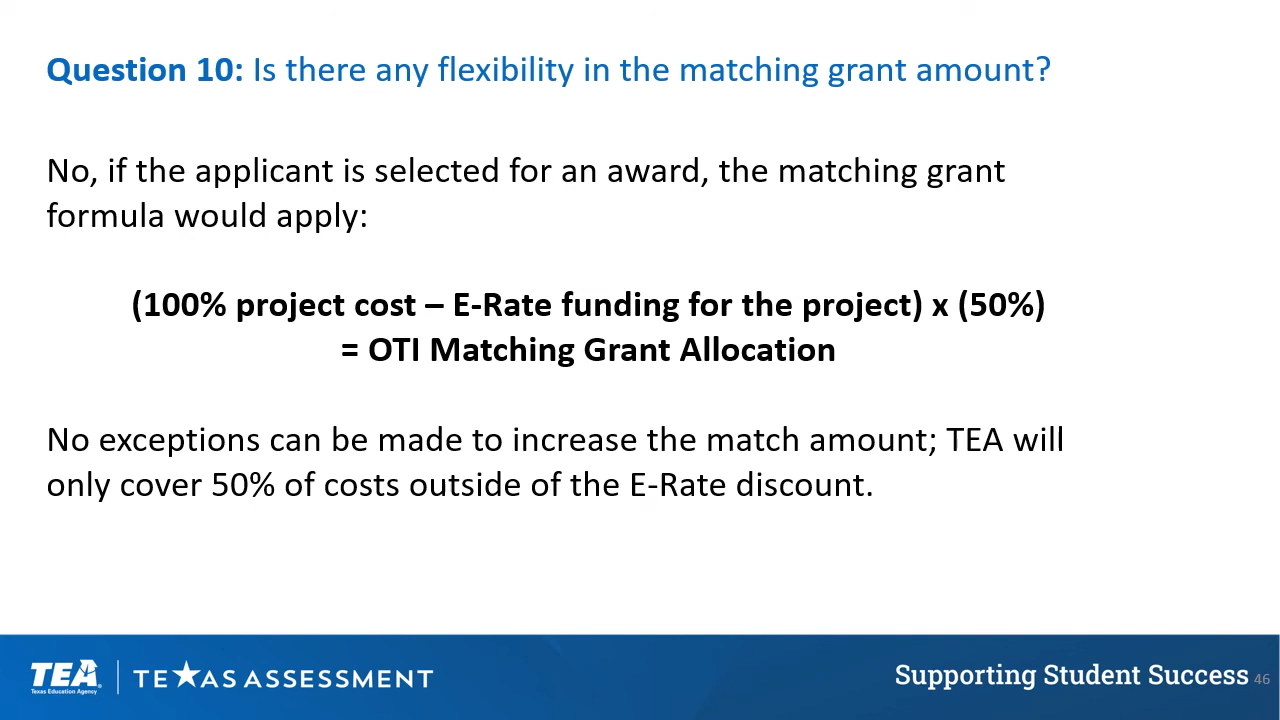 Question 10: Is there any flexibility in the matching grant amount?
No, if the applicant is selected for an award, the matching grant
formula would apply:
(100% project cost – E-Rate funding for the project) x (50%)
= OTI Matching Grant Allocation
No exceptions can be made to increase the match amount; TEA will
only cover 50% of costs outside of the E-Rate discount.
TEA
Texas Education Agency
TEXAS ASSESSMENT
Supporting Student Success 46